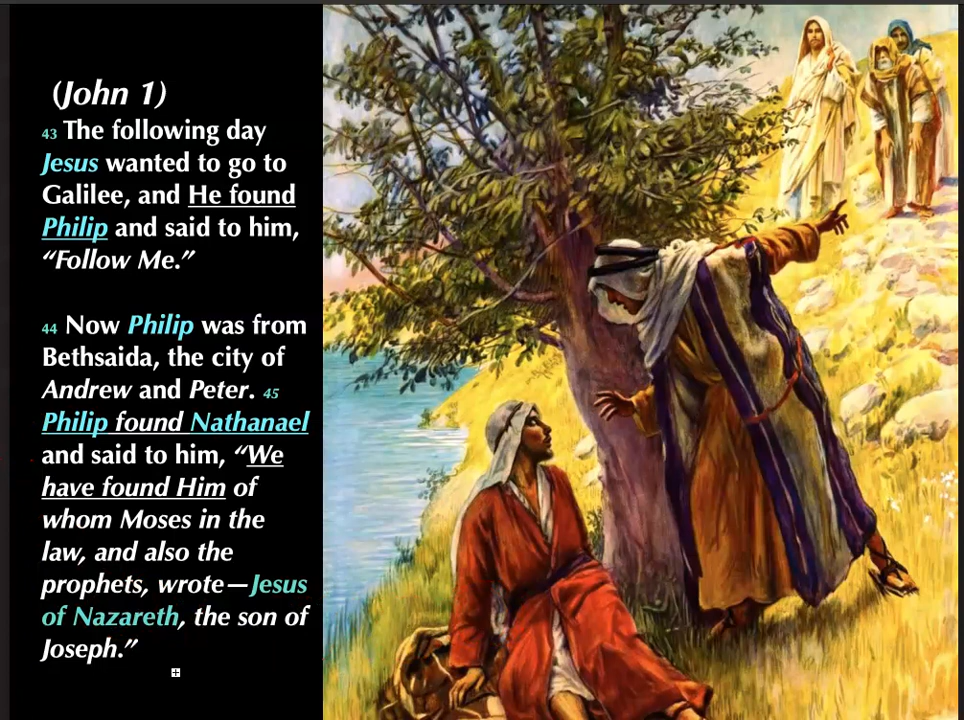 (John 1)
43 The following day
Jesus wanted to go to
Galilee, and He found
Philip and said to him,
“Follow Me.”
44 Now Philip was from
Bethsaida, the city of
Andrew and Peter. 45
Philip found Nathanael
and said to him, “We
have found Him of
whom Moses in the
law, and also the
prophets, wrote—Jesus
of Nazareth, the son of
Joseph.”